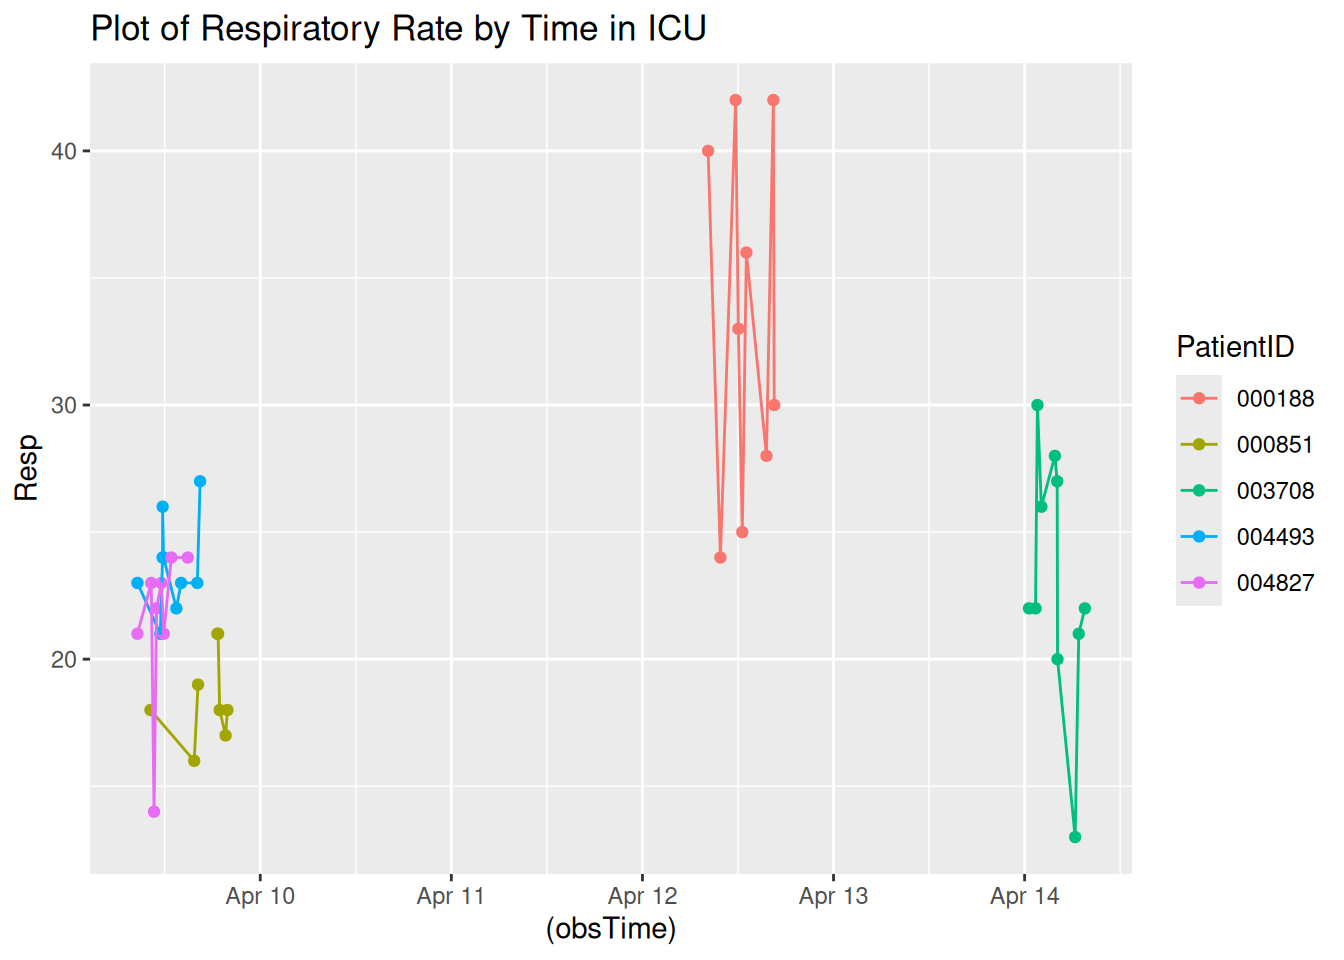 Plot of Respiratory Rate by Time in ICU
40
30
20
Resp
Apr 10
Apr 11
Apr 12
Apr 13
Apr 14
(obsTime)
PatientID
000188
000851
003708
004493
004827